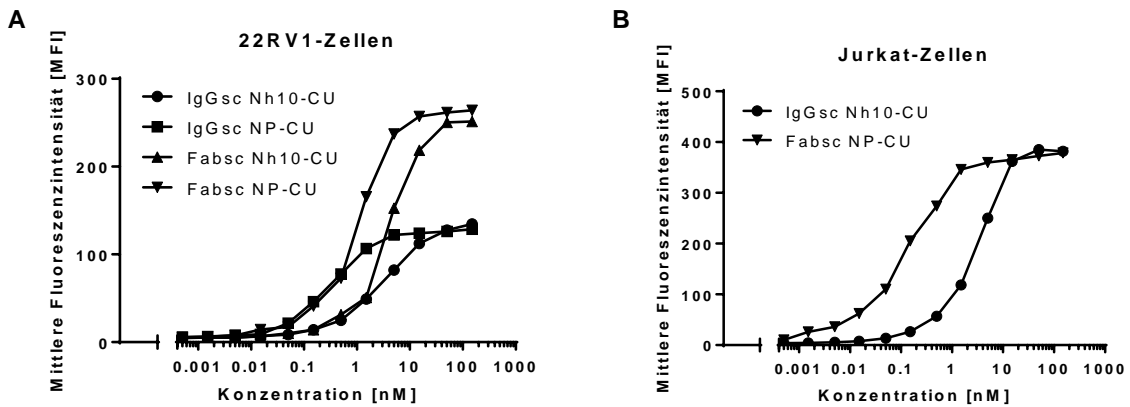 A
22RV1-Zellen
Mittlere Fluoreszenzintensität [MFI]
300
200
100
0
IgGsc Nh10-CU
IgGsc NP-CU
Fabsc Nh10-CU
Fabsc NP-CU
0.001 0.01 0.1 1 10 100 1000
Konzentration [nM]
B
Jurkat-Zellen
Mittlere Fluoreszenzintensität [MFI]
500
400
300
200
100
0
IgGsc Nh10-CU
Fabsc NP-CU
0.001 0.01 0.1 1 10 100 1000
Konzentration [nM]